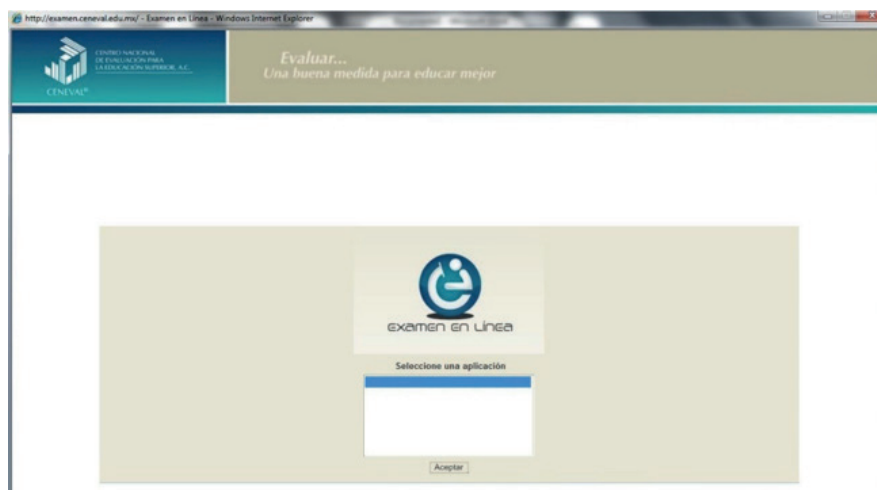 http://examen.ceneval.edu.mx/ - Examen en Línea - Windows Internet Explorer
CENTRO NACIONAL
DE EVALUACIÓN PARA
LA EDUCACIÓN SUPERIOR, A.C.
CENEVAL®
Evaluar...
Una buena medida para educar mejor
examen en Línea
Seleccione una aplicación
Aceptar